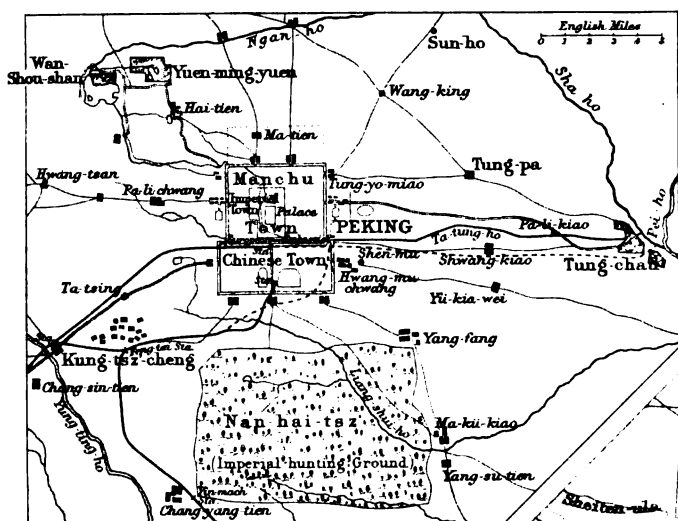 English Miles
0 1 2 3 4 5
Ngan-ho
Sun-ho
Wan-
Shou-shan
Yuen-ming-yuen
Sha ho
Wang-king
Hai-tien
Ma-tien
Hwang-tsan
Pa-li-chwang
Manchu
Tung-yo-miao
Tung-pa
Imperial
Town
Palace
Town
PEKING
Ta-tung-ho
Pa-li-kiao
Pei-ho
Chinese Town
Shen-mu
Shwang-kiao
Tung-chau
Hwang-mu
chwang
Ta-tsing
Yü-kia-wei
Yang-fang
Kung-tsz-cheng
Chang-sin-tien
Yung-ting ho
Nan-hai-tsz
(Imperial hunting Ground)
Liang-shui-ho
Ma-kü-kiao
Yang-su-tien
Chang-yang-tien